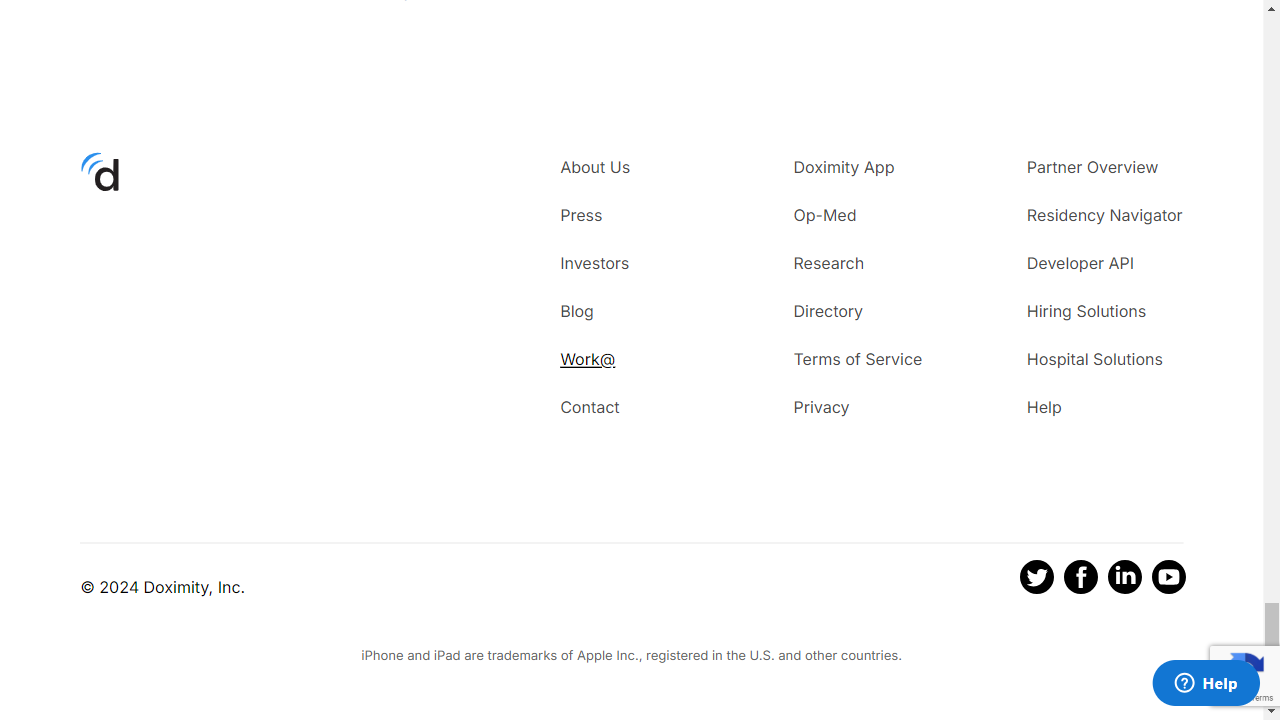 About Us
Press
Investors
Blog
Work@
Contact
Doximity App
Op-Med
Research
Directory
Terms of Service
Privacy
Partner Overview
Residency Navigator
Developer API
Hiring Solutions
Hospital Solutions
Help
© 2024 Doximity, Inc.
iPhone and iPad are trademarks of Apple Inc., registered in the U.S. and other countries.
Help